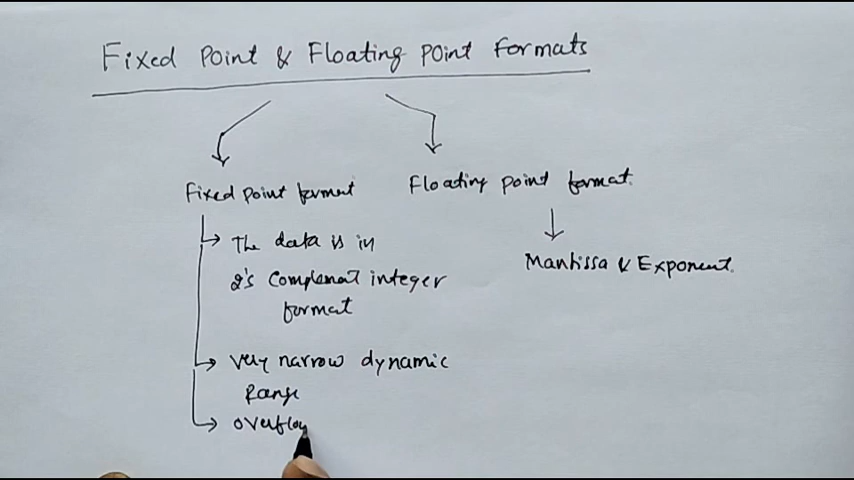 Fixed Point & Floating point formats
Fixed point format
The data is in
2's complement integer
format
very narrow dynamic
Range
overflow
Floating point format.
Mantissa & Exponent.